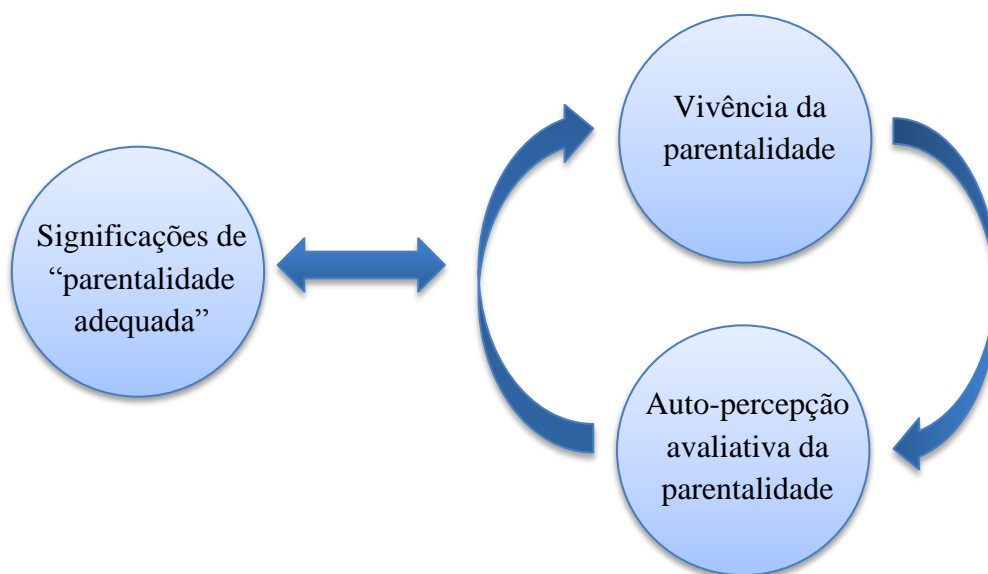 Vivência da
parentalidade
Significações de
“parentalidade
adequada”
Auto-percepção
avaliativa da
parentalidade